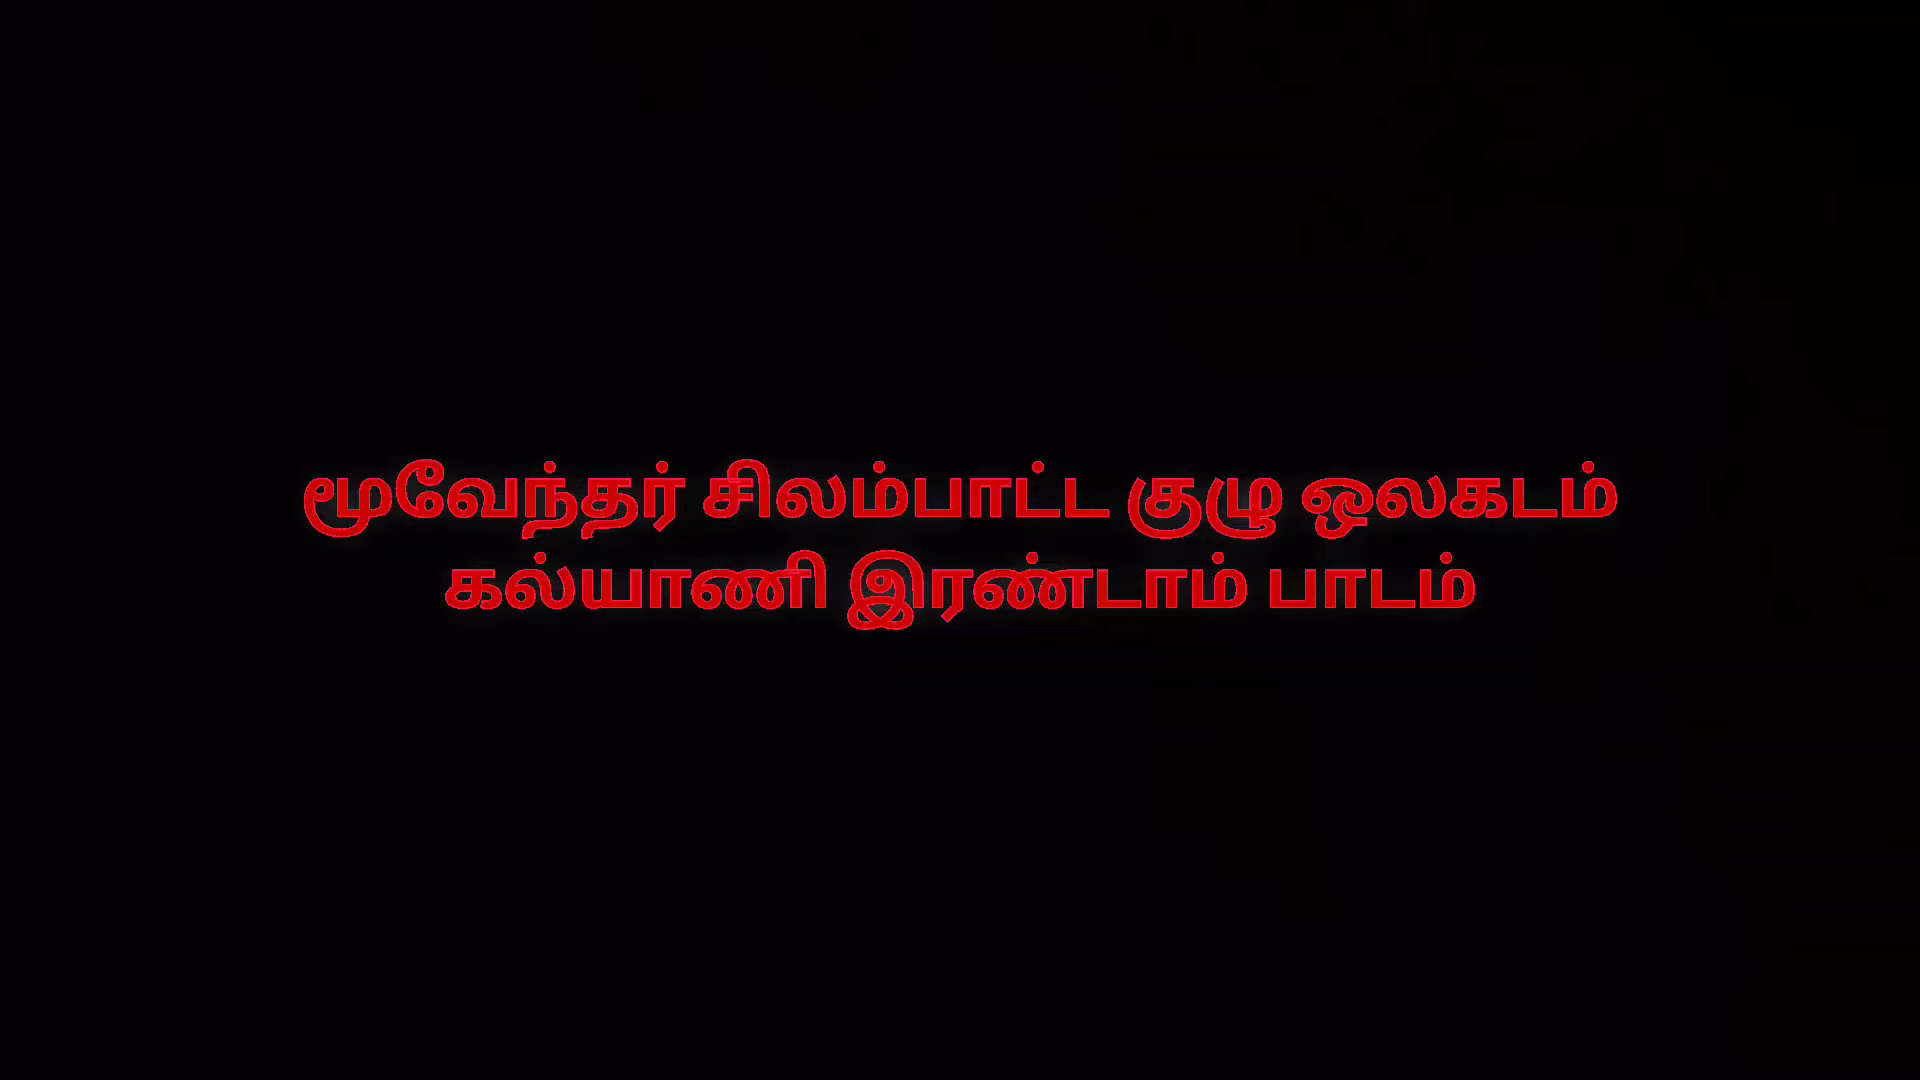 மூவேந்தர் சிலம்பாட்ட குழு ஒலகடம்
கல்யாணி இரண்டாம் பாடம்